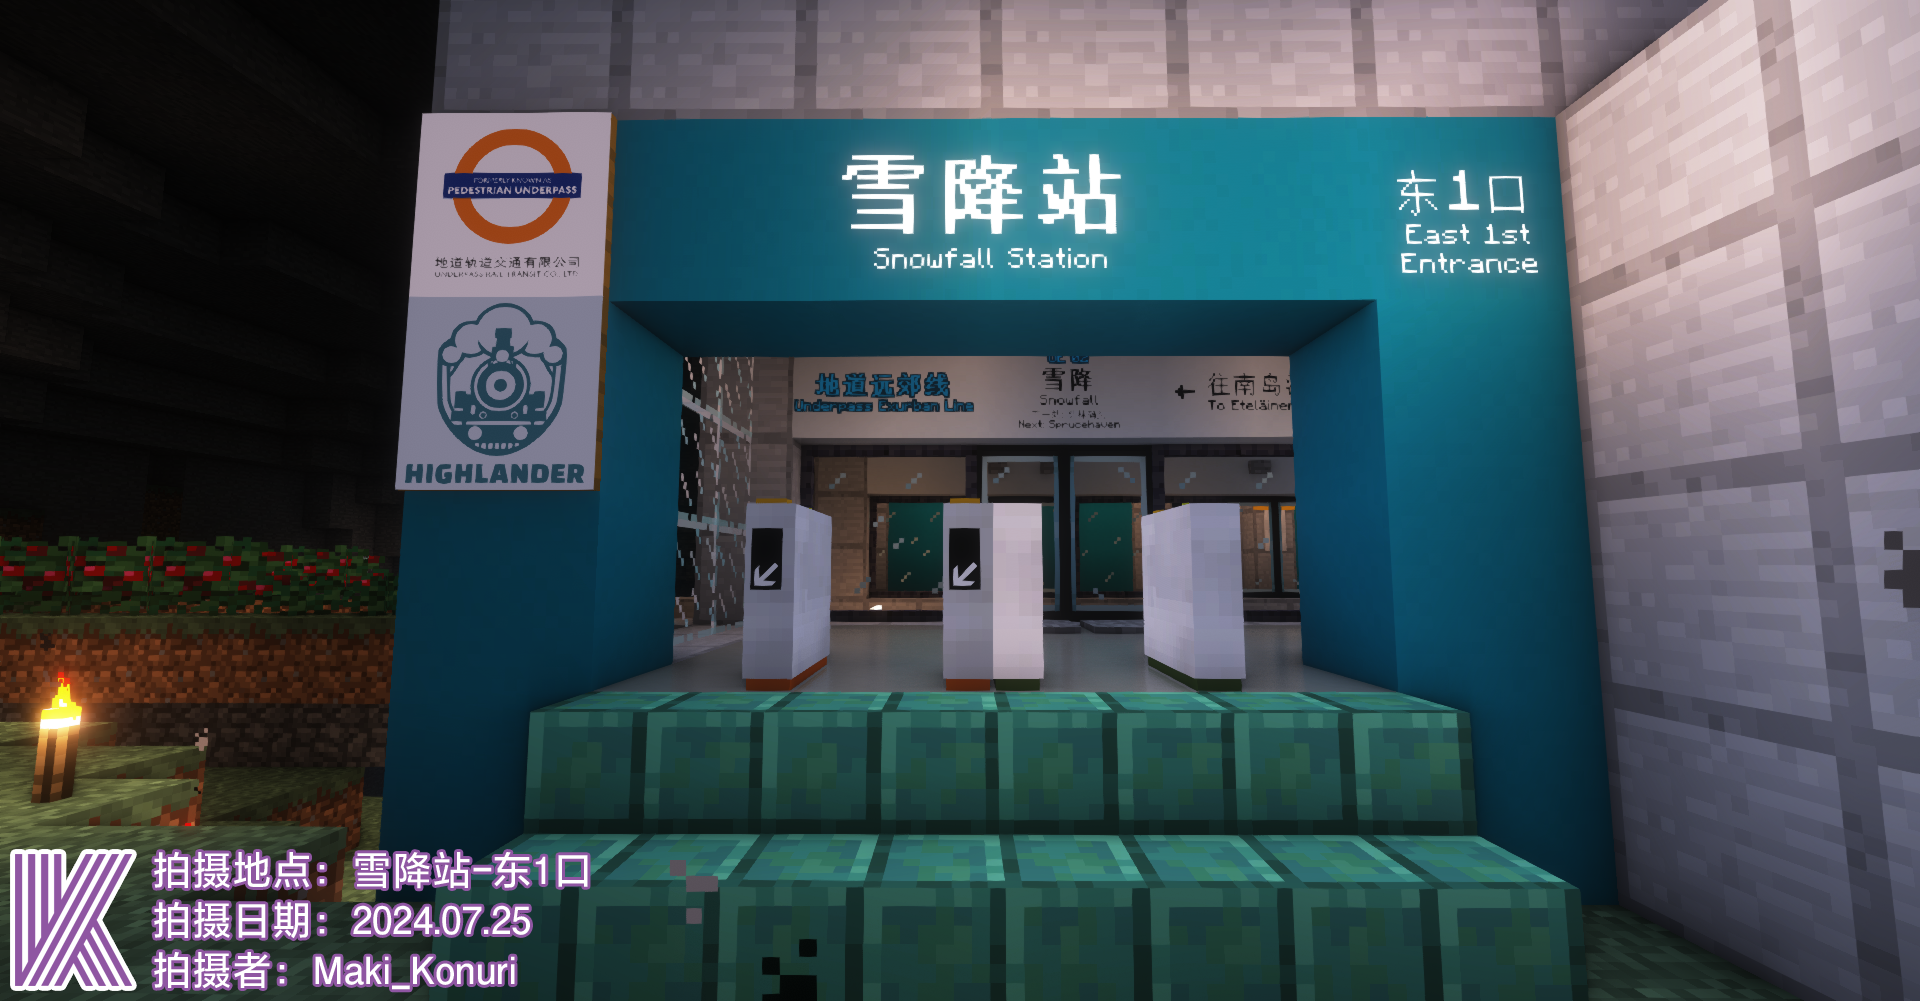 FORMERLY KNOWN AS
PEDESTRIAN UNDERPASS
地道轨道交通有限公司
UNDERPASS RAIL TRANSIT CO., LTD
HIGHLANDER
雪降站
Snowfall Station
东1口
East 1st
Entrance
地道远郊线
Underpass Exurban Line
雪降
Snowfall
Next: Sprucehaven
← 往南岛
To Eteläinen
拍摄地点：雪降站-东1口
拍摄日期：2024.07.25
拍摄者：Maki_Konuri